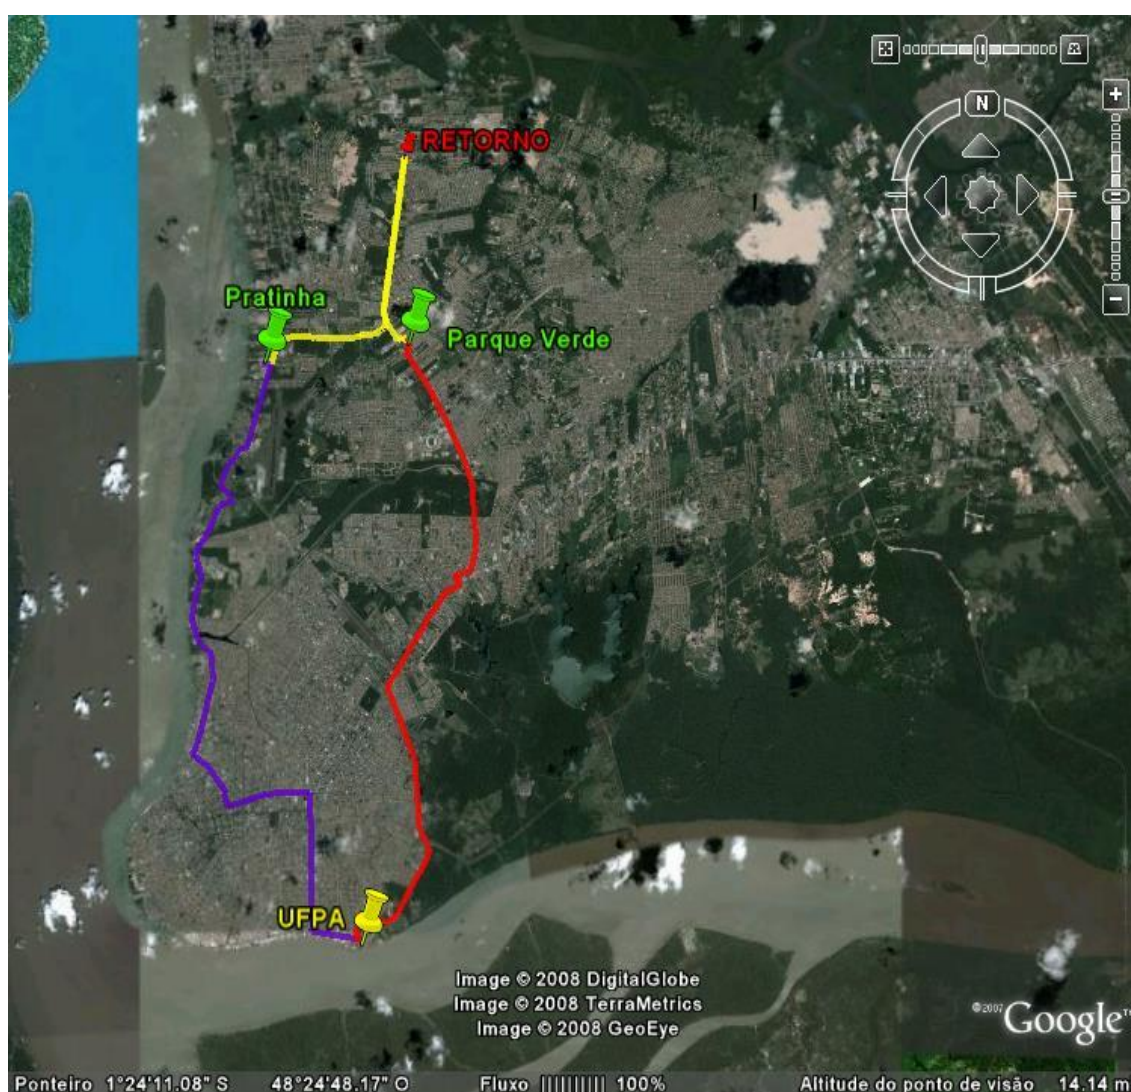 N
RETORNO
Pratinha
Parque Verde
UFPA
Image © 2008 DigitalGlobe
Image © 2008 TerraMetrics
Image © 2008 GeoEye
©2007 Google™
Ponteiro 1°24'11.08" S 48°24'48.17" O Fluxo |||||||||| 100% Altitude do ponto de visão 14.14 m